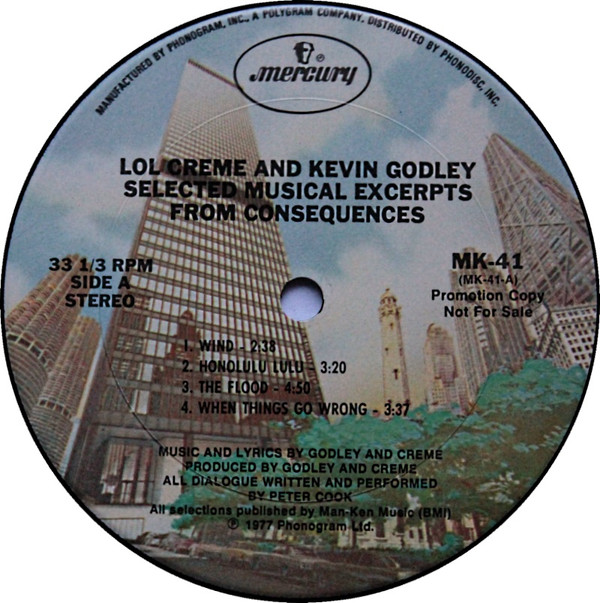 MANUFACTURED BY PHONOGRAM, INC., A POLYGRAM COMPANY, DISTRIBUTED BY PHONODISC, INC.
mercury ®
LOL CREME AND KEVIN GODLEY
SELECTED MUSICAL EXCERPTS
FROM CONSEQUENCES
33 1/3 RPM
SIDE A
STEREO
MK-41
(MK-41-A)
Promotion Copy
Not For Sale
1. WIND - 2:38
2. HONOLULU LULU - 3:20
3. THE FLOOD - 4:50
4. WHEN THINGS GO WRONG - 3:37
MUSIC AND LYRICS BY GODLEY AND CREME
PRODUCED BY GODLEY AND CREME
ALL DIALOGUE WRITTEN AND PERFORMED
BY PETER COOK
All selections published by Man-Ken Music (BMI)
℗ 1977 Phonogram Ltd.